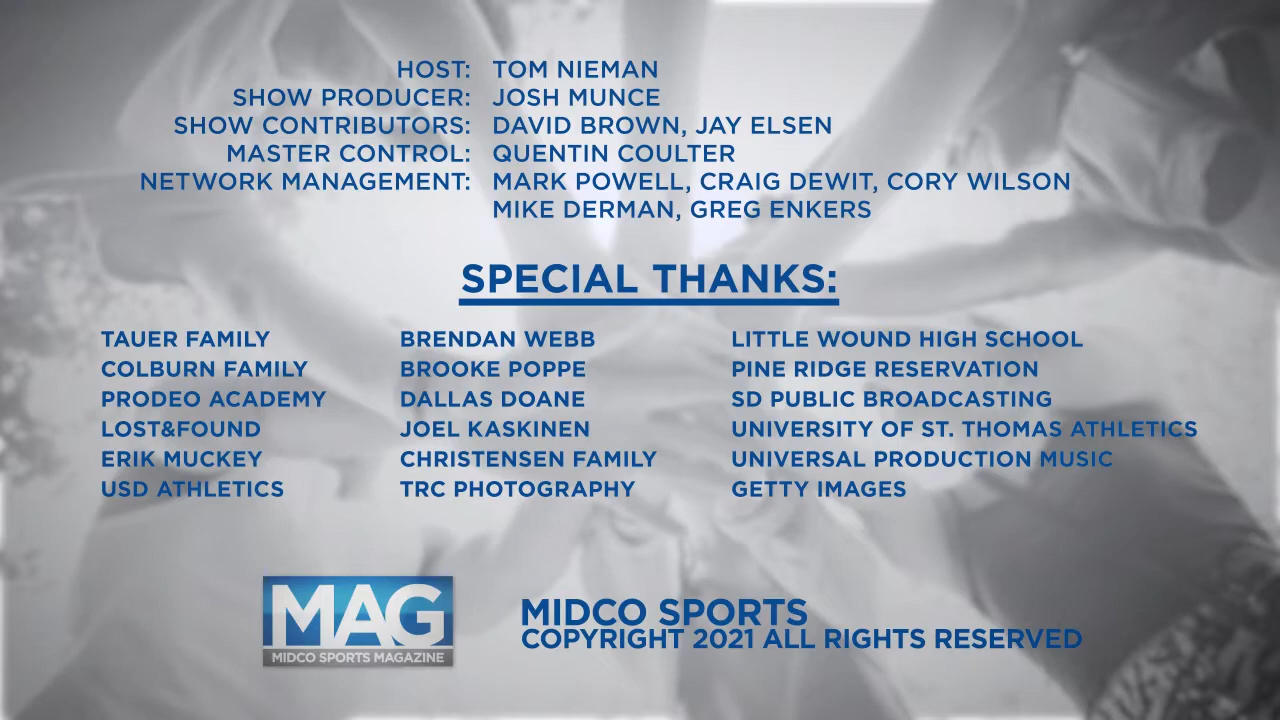 HOST: TOM NIEMAN
SHOW PRODUCER: JOSH MUNCE
SHOW CONTRIBUTORS: DAVID BROWN, JAY ELSEN
MASTER CONTROL: QUENTIN COULTER
NETWORK MANAGEMENT: MARK POWELL, CRAIG DEWIT, CORY WILSON
MIKE DERMAN, GREG ENKERS
SPECIAL THANKS:
TAUER FAMILY
COLBURN FAMILY
PRODEO ACADEMY
LOST&FOUND
ERIK MUCKEY
USD ATHLETICS
BRENDAN WEBB
BROOKE POPPE
DALLAS DOANE
JOEL KASKINEN
CHRISTENSEN FAMILY
TRC PHOTOGRAPHY
LITTLE WOUND HIGH SCHOOL
PINE RIDGE RESERVATION
SD PUBLIC BROADCASTING
UNIVERSITY OF ST. THOMAS ATHLETICS
UNIVERSAL PRODUCTION MUSIC
GETTY IMAGES
MAG
MIDCO SPORTS MAGAZINE
MIDCO SPORTS
COPYRIGHT 2021 ALL RIGHTS RESERVED